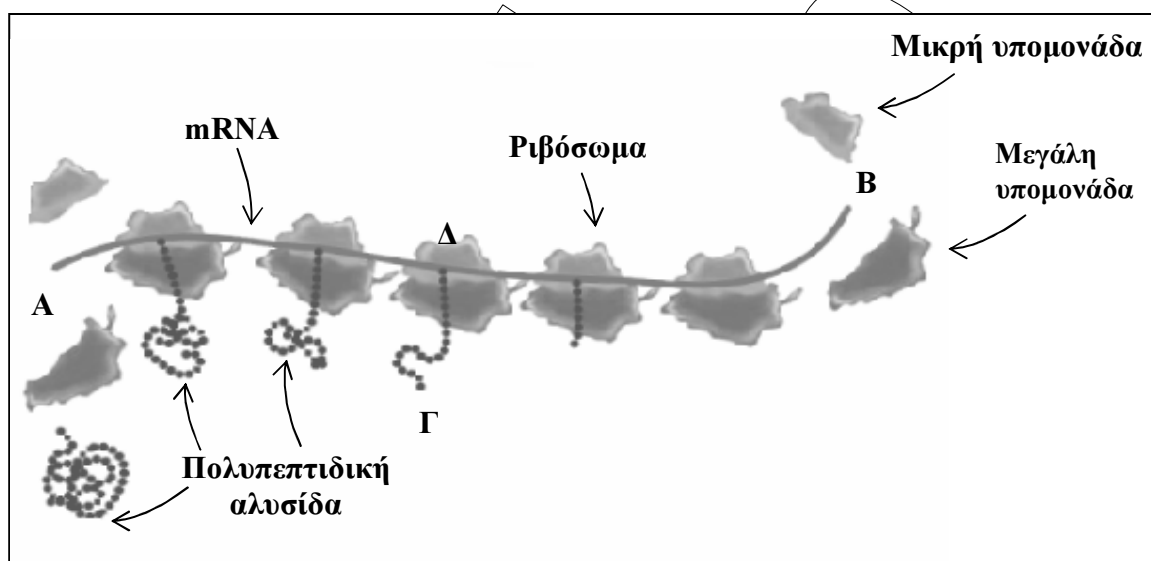 Μικρή υπομονάδα
mRNA
Ριβόσωμα
Μεγάλη
υπομονάδα
Β
Δ
Α
Γ
Πολυπεπτιδική
αλυσίδα